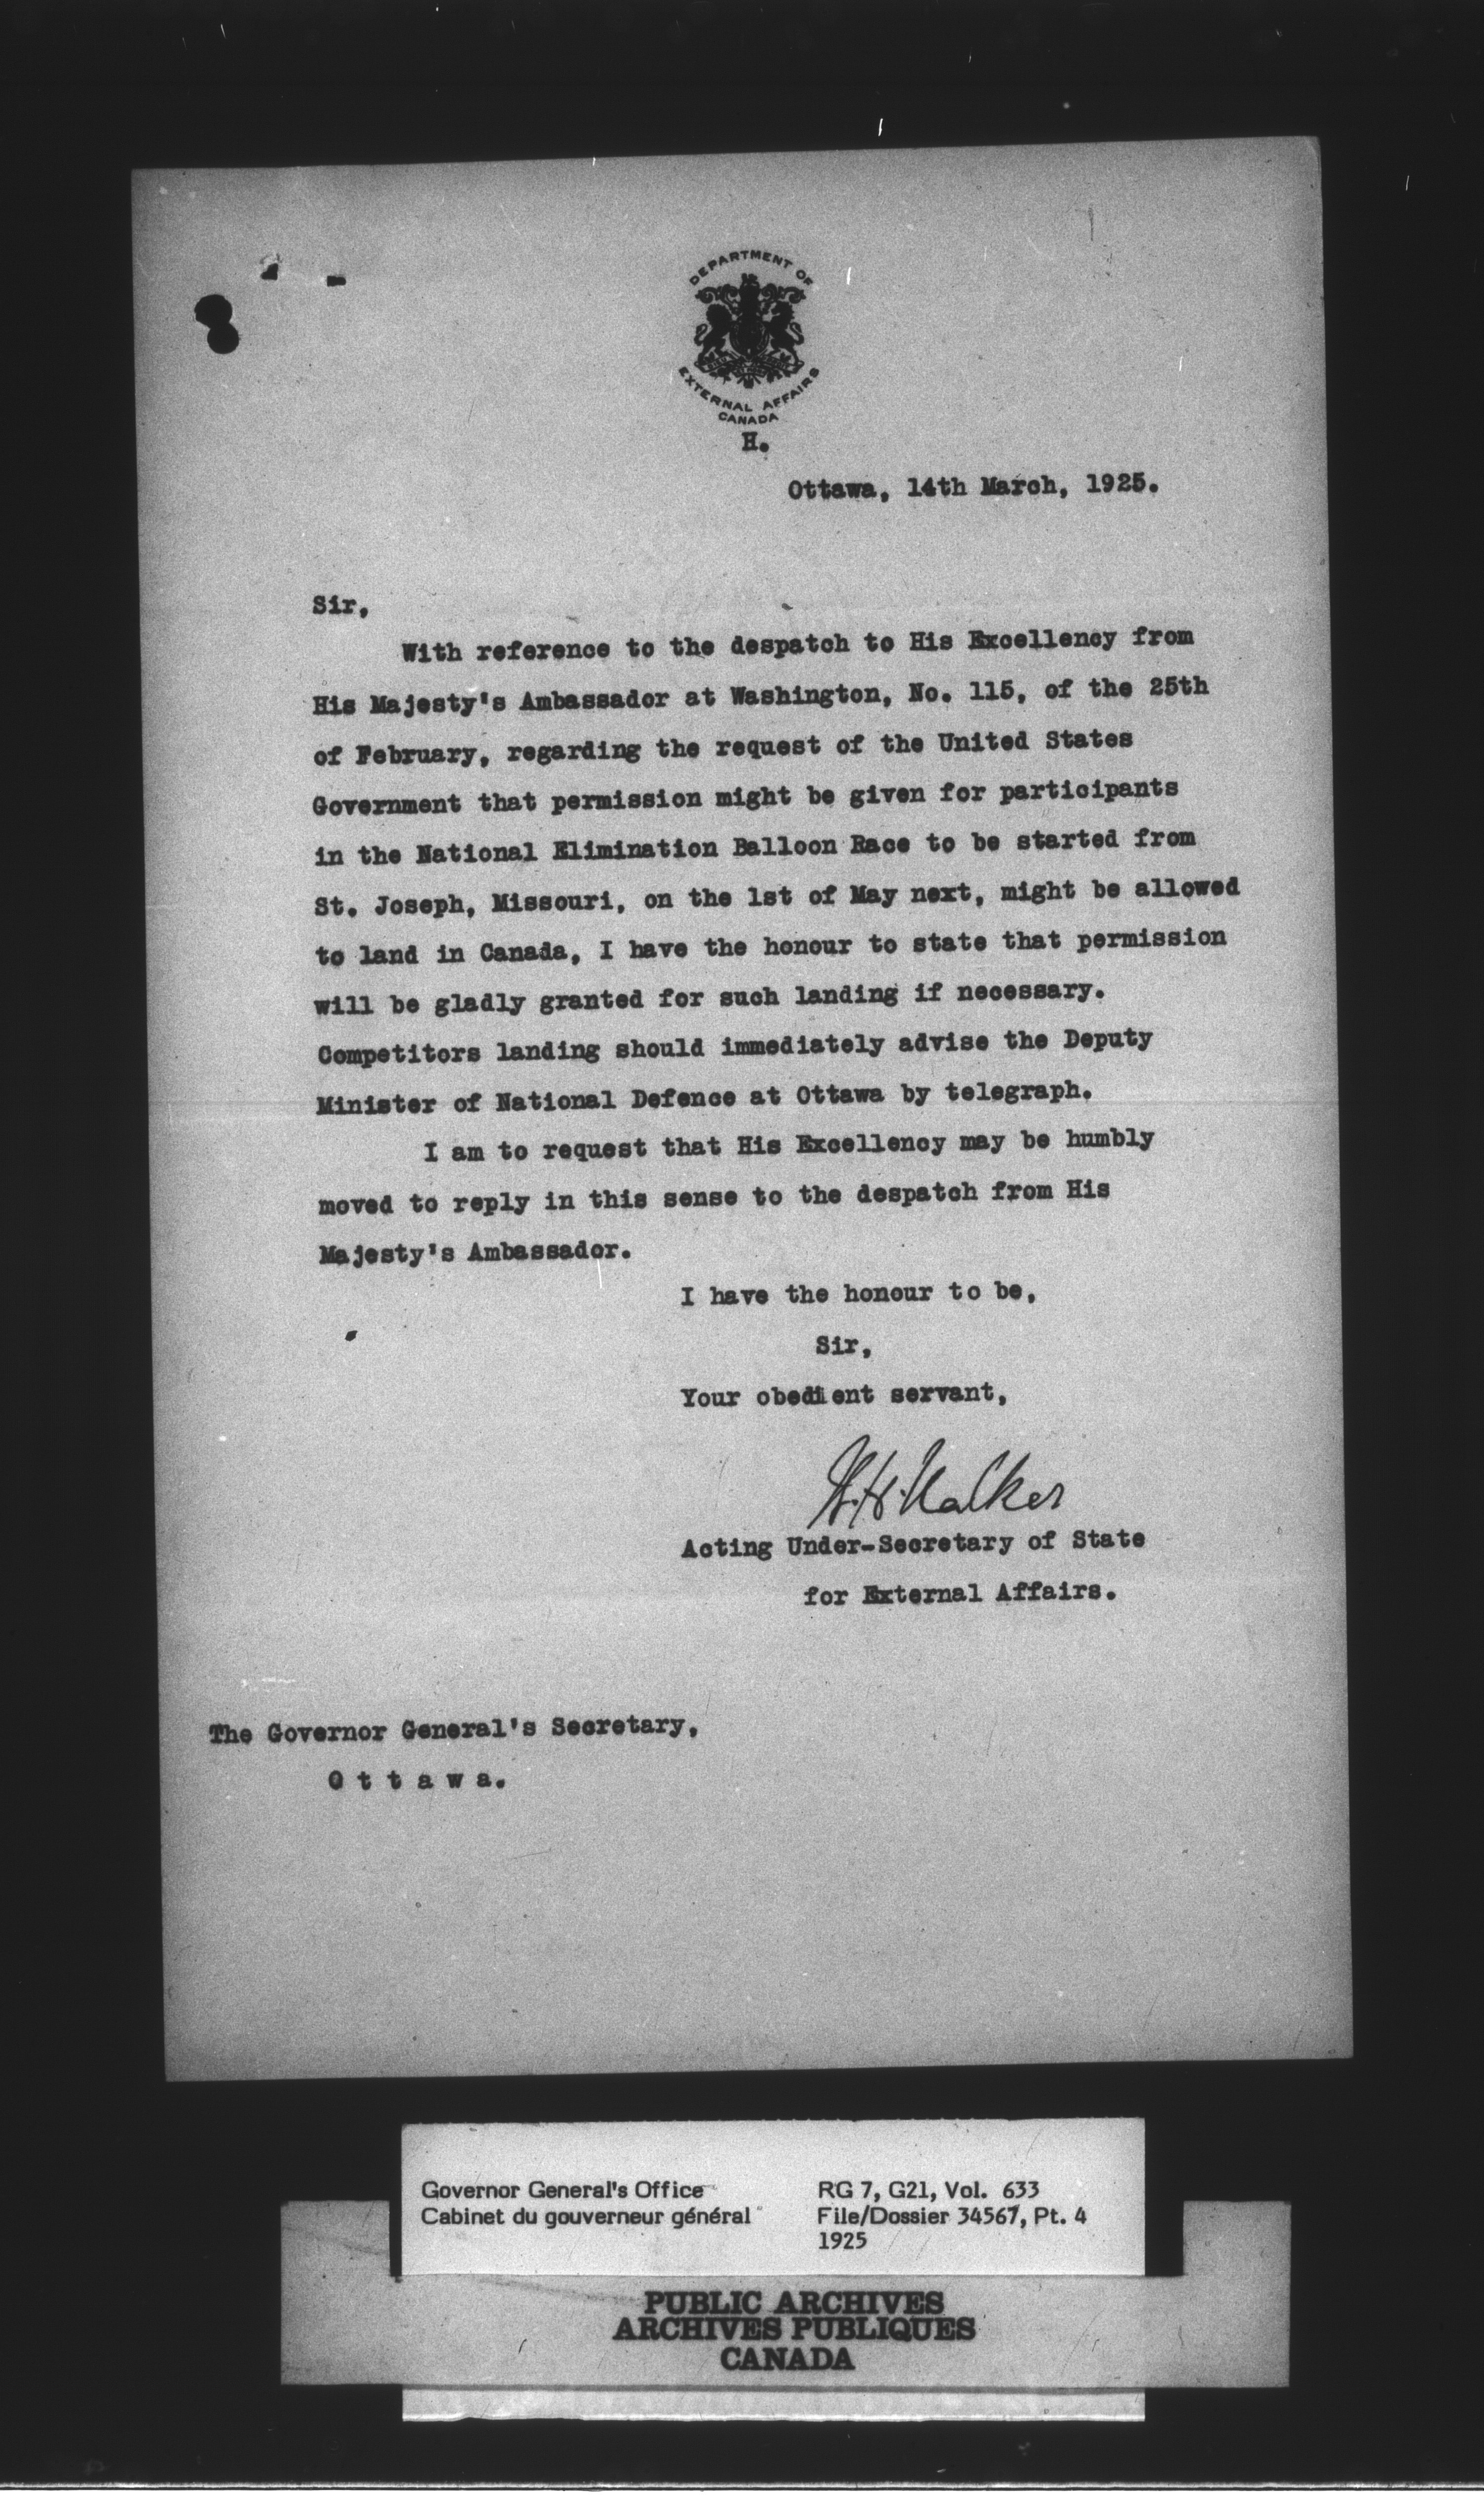 DEPARTMENT OF
EXTERNAL AFFAIRS
CANADA
H.
Ottawa, 14th March, 1925.
Sir,
With reference to the despatch to His Excellency from
His Majesty's Ambassador at Washington, No. 115, of the 25th
of February, regarding the request of the United States
Government that permission might be given for participants
in the National Elimination Balloon Race to be started from
St. Joseph, Missouri, on the 1st of May next, might be allowed
to land in Canada, I have the honour to state that permission
will be gladly granted for such landing if necessary.
Competitors landing should immediately advise the Deputy
Minister of National Defence at Ottawa by telegraph.
I am to request that His Excellency may be humbly
moved to reply in this sense to the despatch from His
Majesty's Ambassador.
I have the honour to be,
Sir,
Your obedient servant,
W.H. Walker
Acting Under-Secretary of State
for External Affairs.
The Governor General's Secretary,
O t t a w a.
Governor General's Office
Cabinet du gouverneur général
RG 7, G21, Vol. 633
File/Dossier 34567, Pt. 4
1925
PUBLIC ARCHIVES
ARCHIVES PUBLIQUES
CANADA